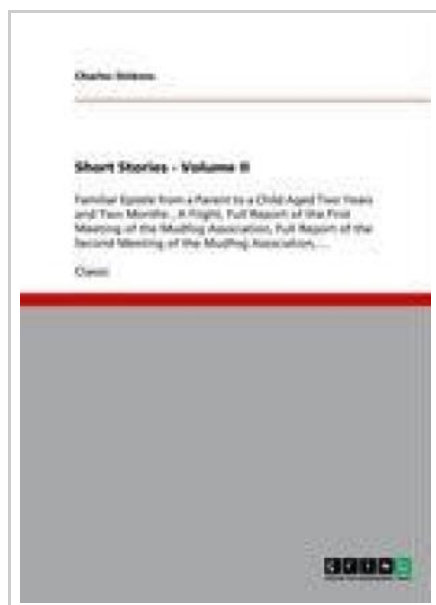 Charles Dickens
Short Stories - Volume II
Familiar Epistle from a Parent to a Child Aged Two Years
and Two Months., A Flight, Full Report of the First
Meeting of the Mudfog Association, Full Report of the
Second Meeting of the Mudfog Association, ...
Classic
GRIN